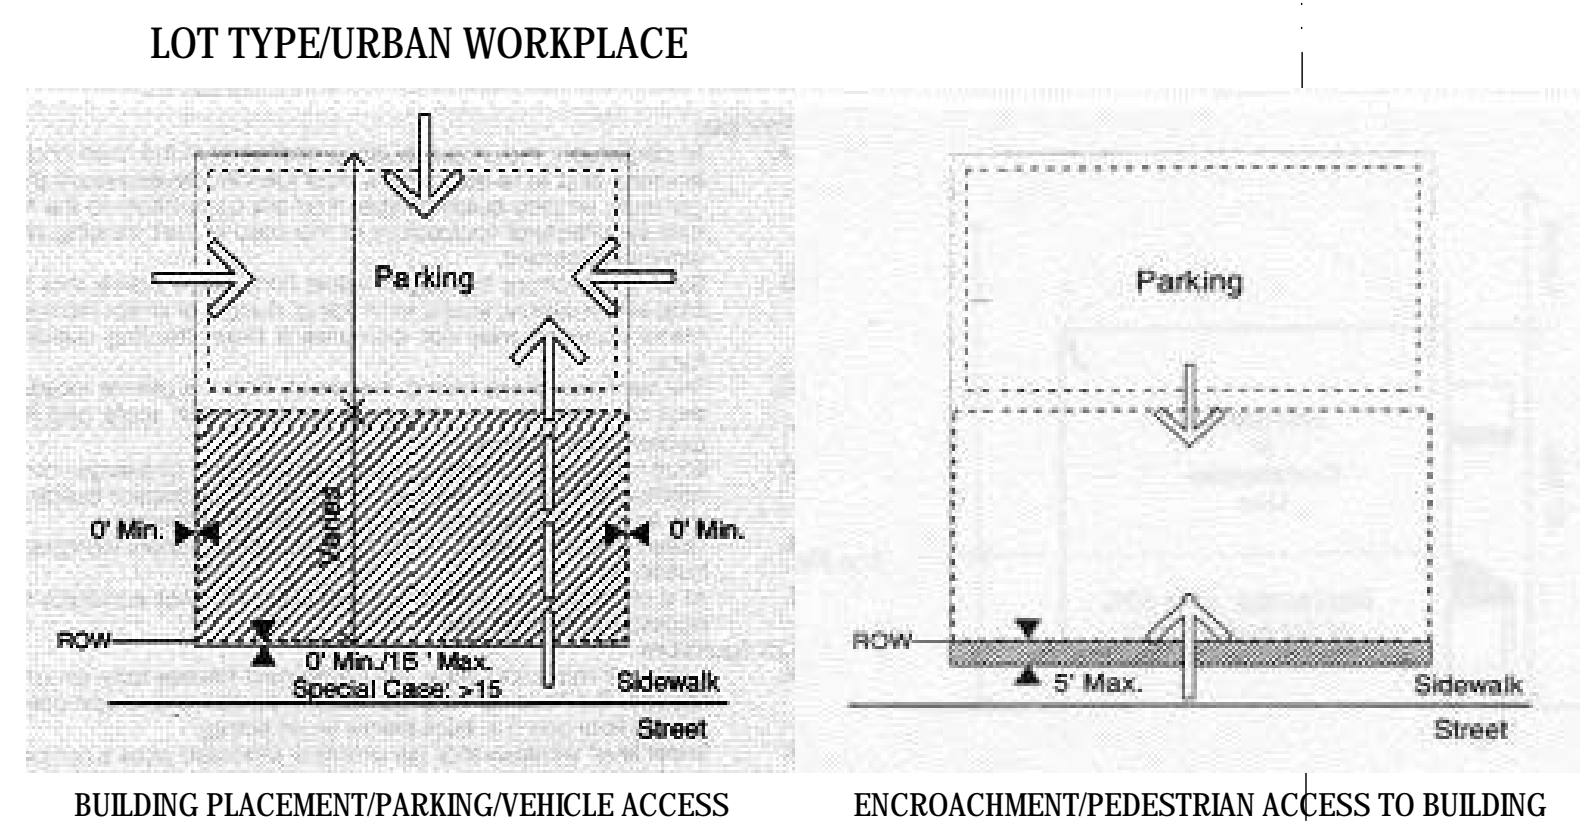 LOT TYPE/URBAN WORKPLACE
Parking
0' Min.
Varies
0' Min.
ROW
0' Min./15 ' Max.
Special Case: >15
Sidewalk
Street
BUILDING PLACEMENT/PARKING/VEHICLE ACCESS
Parking
ROW
5' Max.
Sidewalk
Street
ENCROACHMENT/PEDESTRIAN ACCESS TO BUILDING